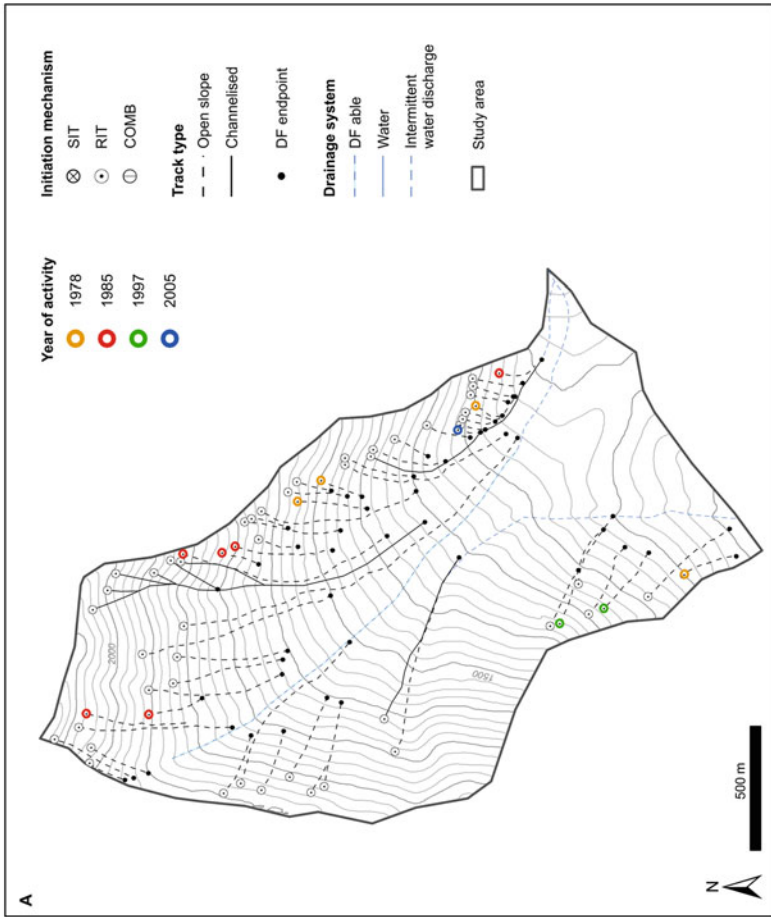 A
Year of activity
1978
1985
1997
2005
Initiation mechanism
SIT
RIT
COMB
Track type
Open slope
Channelised
DF endpoint
Drainage system
DF able
Water
Intermittent
water discharge
Study area
2000
1500
N
500 m